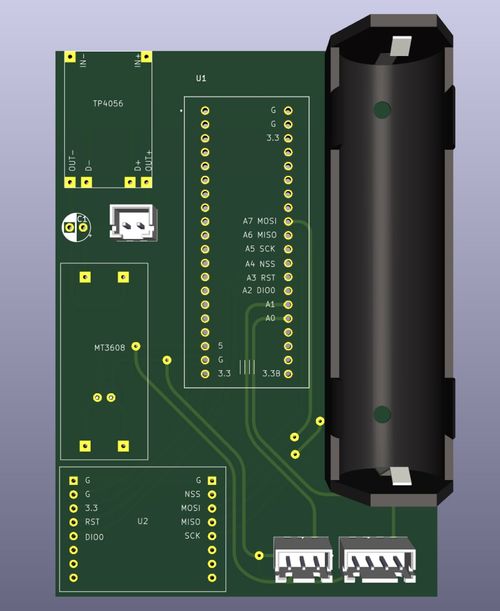 IN-
IN+
TP4056
OUT-
D-
D+
OUT+
C1
MT3608
U1
G
G
3.3
A7 MOSI
A6 MISO
A5 SCK
A4 NSS
A3 RST
A2 DIO0
A1
A0
5
G
3.3
3.3B
G
G
3.3
RST
DIO0
U2
G
NSS
MOSI
MISO
SCK